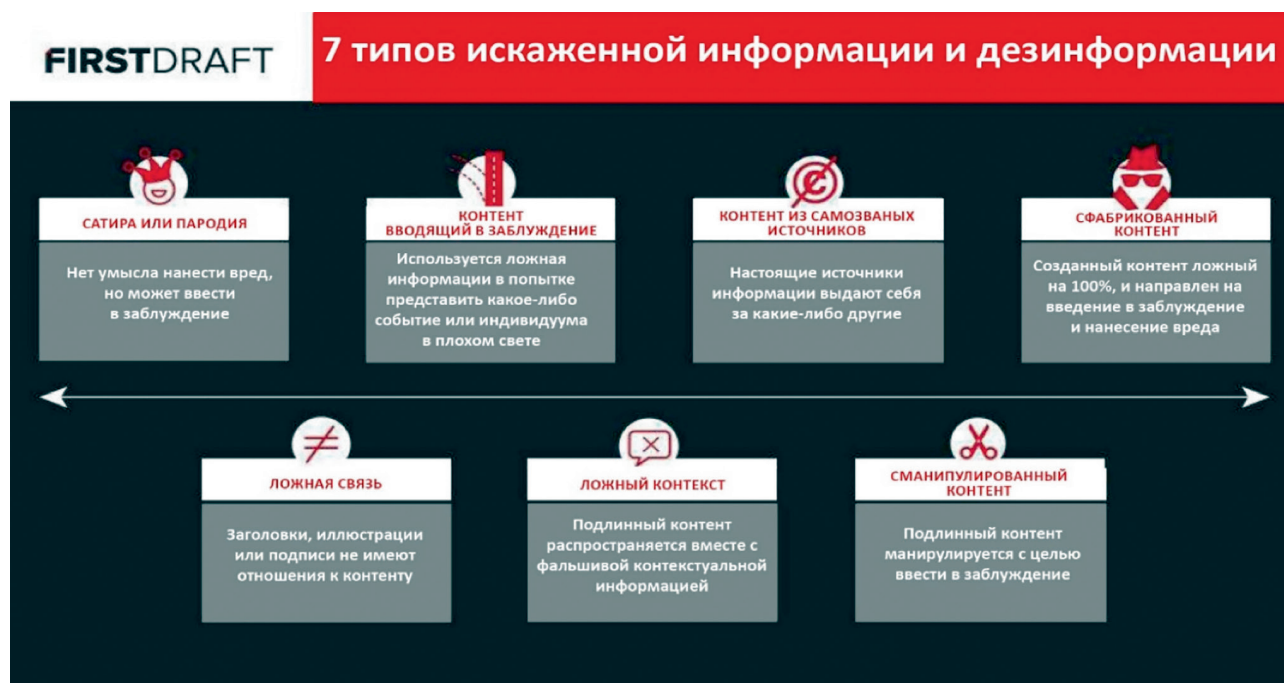 FIRSTDRAFT
7 типов искаженной информации и дезинформации
САТИРА ИЛИ ПАРОДИЯ
Нет умысла нанести вред,
но может ввести
в заблуждение
КОНТЕНТ
ВВОДЯЩИЙ В ЗАБЛУЖДЕНИЕ
Используется ложная
информации в попытке
представить какое-либо
событие или индивидуума
в плохом свете
КОНТЕНТ ИЗ САМОЗВАНЫХ
ИСТОЧНИКОВ
Настоящие источники
информации выдают себя
за какие-либо другие
СФАБРИКОВАННЫЙ
КОНТЕНТ
Созданный контент ложный
на 100%, и направлен на
введение в заблуждение
и нанесение вреда
ЛОЖНАЯ СВЯЗЬ
Заголовки, иллюстрации
или подписи не имеют
отношения к контенту
ЛОЖНЫЙ КОНТЕКСТ
Подлинный контент
распространяется вместе с
фальшивой контекстуальной
информацией
СМАНИПУЛИРОВАННЫЙ
КОНТЕНТ
Подлинный контент
манирулируется с целью
ввести в заблуждение